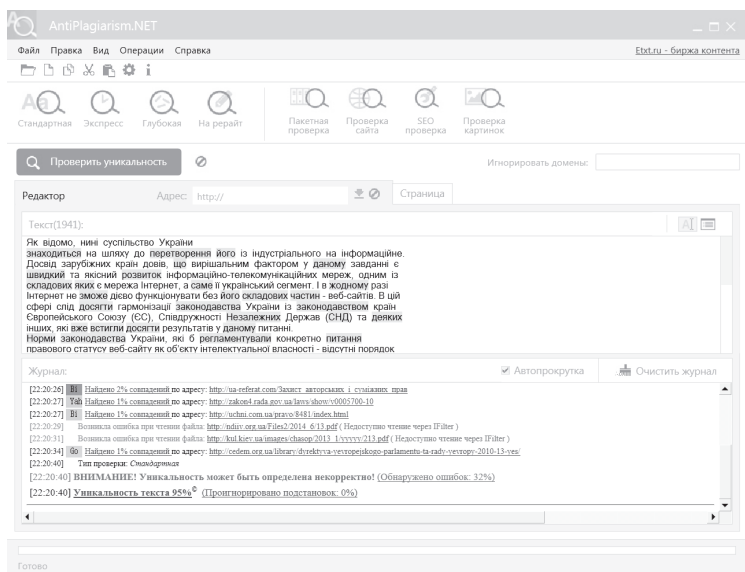 AntiPlagiarism.NET
Файл Правка Вид Операции Справка Etxt.ru - биржа контента
Стандартная Экспресс Глубокая На рерайт Пакетная проверка Проверка сайта SEO проверка Проверка картинок
Проверить уникальность Игнорировать домены:
Редактор Адрес: http:// Страница
Текст(1941):
Як відомо, нині суспільство України
знаходиться на шляху до перетворення його із індустріального на інформаційне.
Досвід зарубіжних країн довів, що вирішальним фактором у даному завданні є
швидкий та якісний розвиток інформаційно-телекомунікаційних мереж, одним із
складових яких є мережа Інтернет, а саме її український сегмент. І в жодному разі
Інтернет не зможе дієво функціонувати без його складових частин - веб-сайтів. В цій
сфері слід досягти гармонізації законодавства України із законодавством країн
Європейського Союзу (ЄС), Співдружності Незалежних Держав (СНД) та деяких
інших, які вже встигли досягти результатів у даному питанні.
Норми законодавства України, які б регламентували конкретно питання
правового статусу веб-сайту як об'єкту інтелектуальної власності - відсутні порядок
Журнал: Автопрокрутка Очистить журнал
[22:20:26] Bi Найдено 2% совпадений по адресу: http://ua-referat.com/Захист_авторських_і_суміжних_прав
[22:20:27] Yah Найдено 1% совпадений по адресу: http://zakon4.rada.gov.ua/laws/show/v0005700-10
[22:20:27] Bi Найдено 1% совпадений по адресу: http://uchni.com.ua/pravo/8481/index.html
[22:20:29] Возникла ошибка при чтении файла: http://ndiiv.org.ua/Files2/2014_6/13.pdf ( Недоступно чтение через IFilter )
[22:20:31] Возникла ошибка при чтении файла: http://kul.kiev.ua/images/chasop/2013_1/yyyyy/213.pdf ( Недоступно чтение через IFilter )
[22:20:34] Go Найдено 1% совпадений по адресу: http://cedem.org.ua/library/dyrektyva-yevropejskogo-parlamentu-ta-rady-yevropy-2010-13-yes/
[22:20:40] Тип проверки: Стандартная
[22:20:40] ВНИМАНИЕ! Уникальность может быть определена некорректно! (Обнаружено ошибок: 32%)
[22:20:40] Уникальность текста 95%© (Проигнорировано подстановок: 0%)
Готово